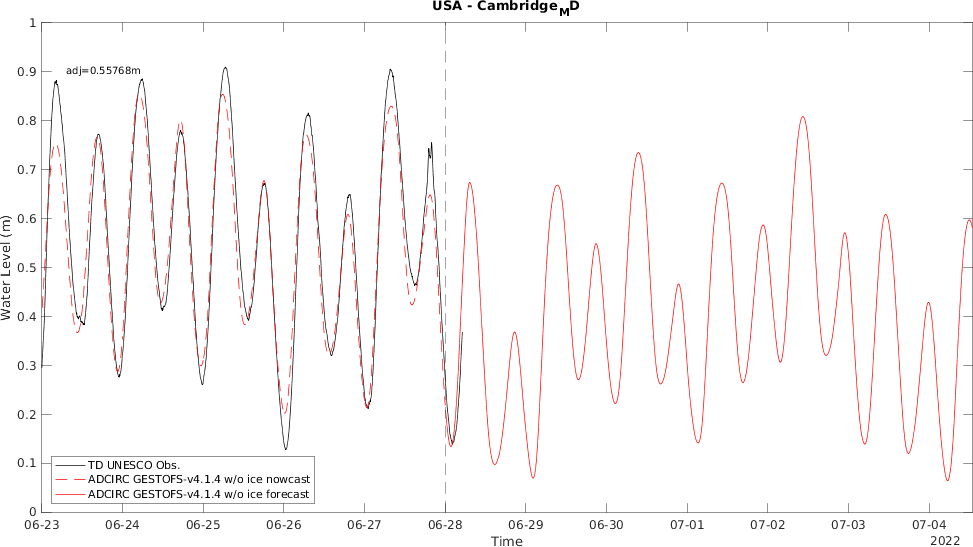 USA - Cambridge_MD
adj=0.55768m
Water Level (m)
1
0.9
0.8
0.7
0.6
0.5
0.4
0.3
0.2
0.1
0
TD UNESCO Obs.
ADCIRC GESTOFS-v4.1.4 w/o ice nowcast
ADCIRC GESTOFS-v4.1.4 w/o ice forecast
06-23 06-24 06-25 06-26 06-27 06-28 06-29 06-30 07-01 07-02 07-03 07-04
Time
2022